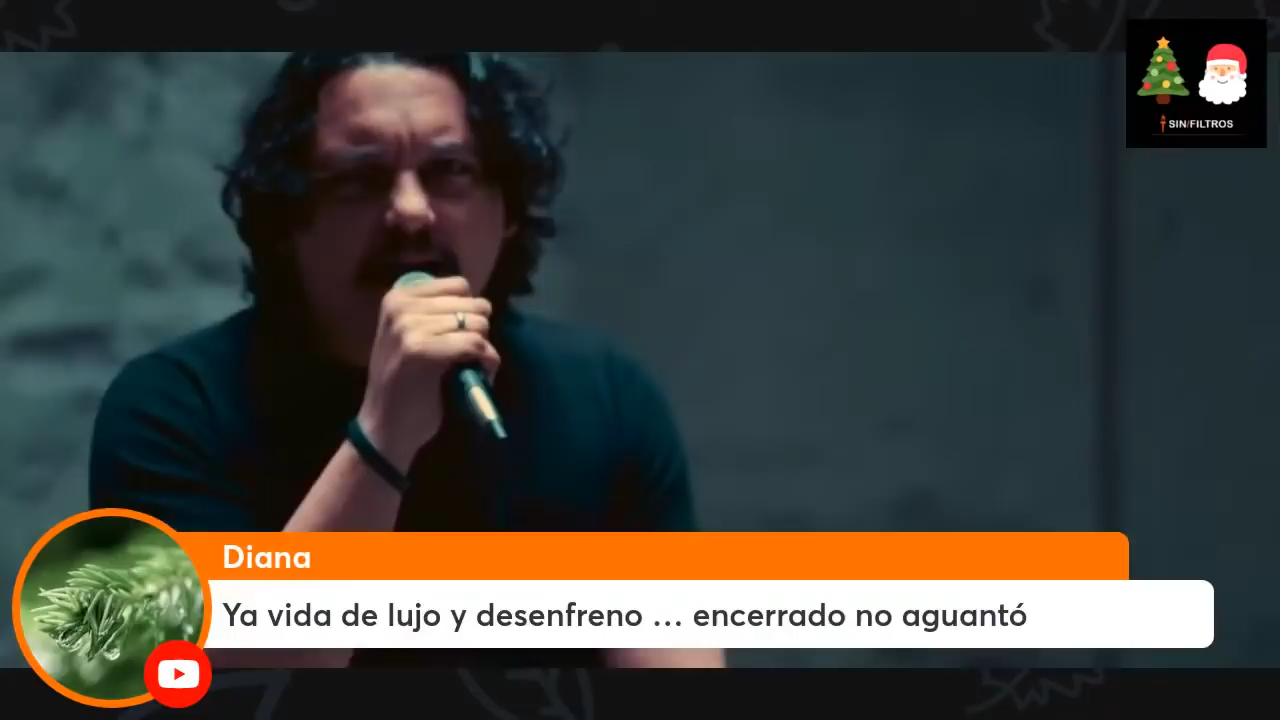 SIN/FILTROS
Diana
Ya vida de lujo y desenfreno ... encerrado no aguantó